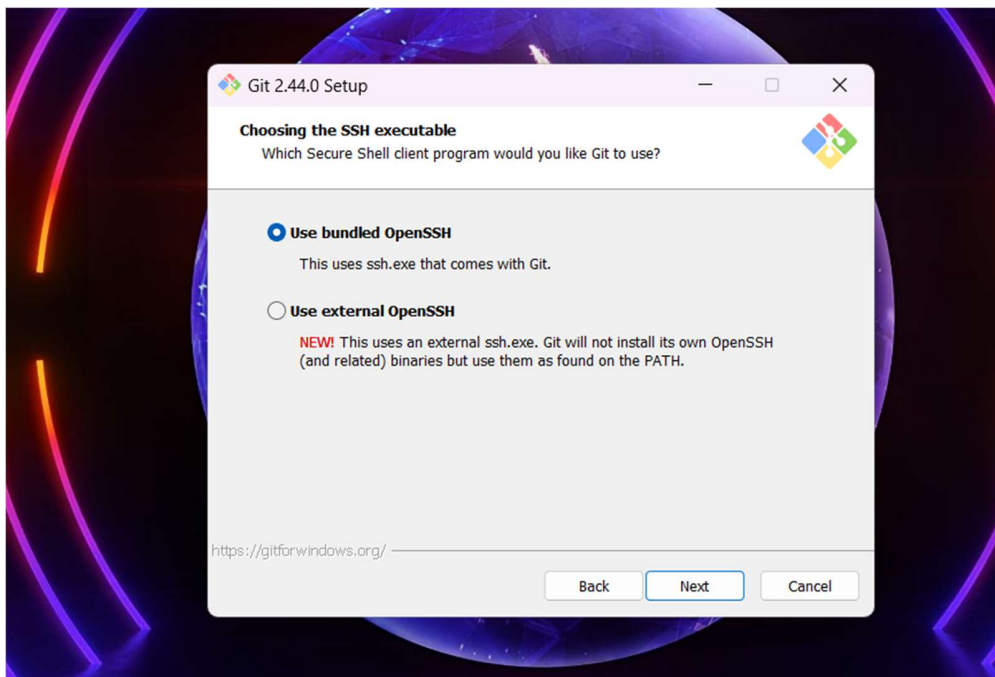 Git 2.44.0 Setup
Choosing the SSH executable
Which Secure Shell client program would you like Git to use?
Use bundled OpenSSH
This uses ssh.exe that comes with Git.
Use external OpenSSH
NEW! This uses an external ssh.exe. Git will not install its own OpenSSH
(and related) binaries but use them as found on the PATH.
https://gitforwindows.org/
Back Next Cancel